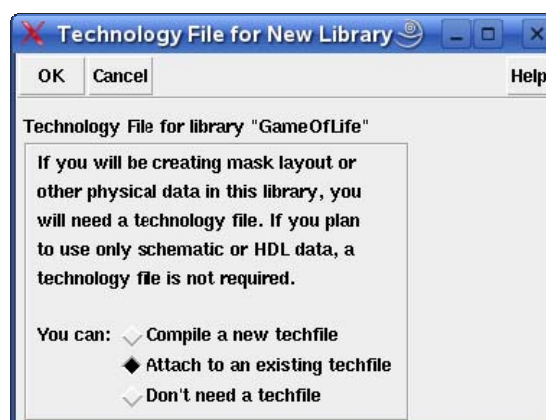 Technology File for New Library
OK Cancel Help
Technology File for library "GameOfLife"
If you will be creating mask layout or
other physical data in this library, you
will need a technology file. If you plan
to use only schematic or HDL data, a
technology file is not required.
You can: Compile a new techfile
Attach to an existing techfile
Don't need a techfile